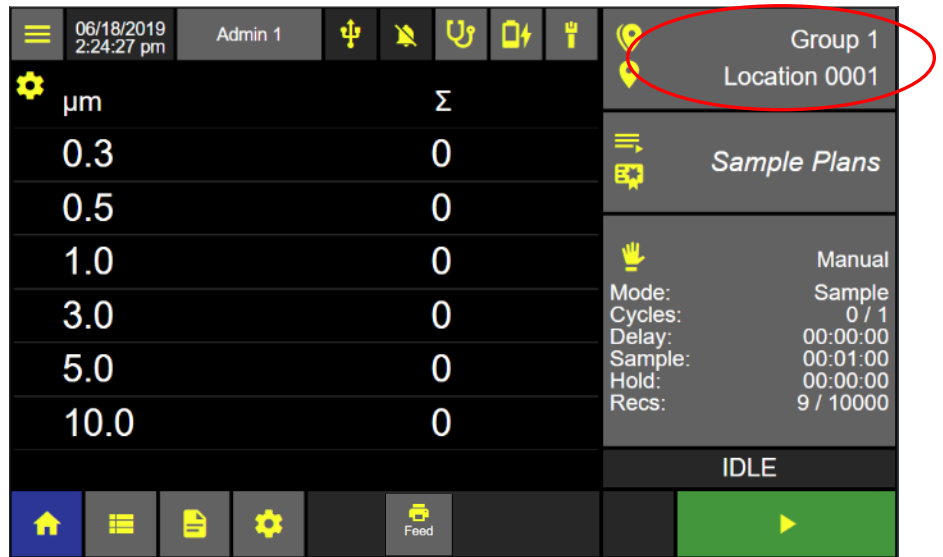 06/18/2019
2:24:27 pm
Admin 1
Group 1
Location 0001
µm Σ
0.3 0
0.5 0
1.0 0
3.0 0
5.0 0
10.0 0
Sample Plans
Manual
Mode: Sample
Cycles: 0 / 1
Delay: 00:00:00
Sample: 00:01:00
Hold: 00:00:00
Recs: 9 / 10000
IDLE
Feed